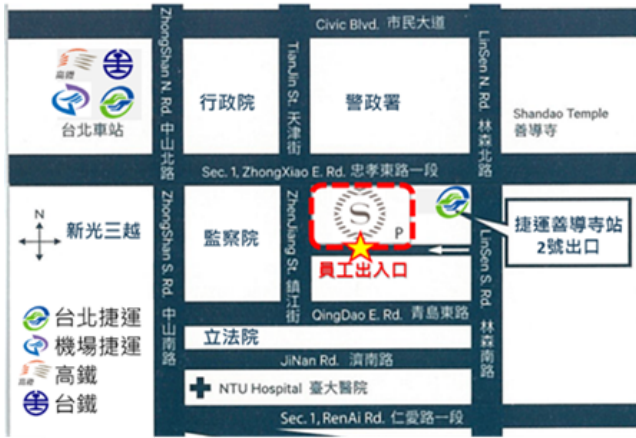 Civic Blvd. 市民大道
ZhongShan N. Rd. 中山北路
TianJin St. 天津街
LinSen N. Rd. 林森北路
高鐵
台北車站
行政院
警政署
Shandao Temple
善導寺
Sec. 1, ZhongXiao E. Rd. 忠孝東路一段
N
新光三越
ZhongShan S. Rd. 中山南路
監察院
ZhenJiang St. 鎮江街
S
P
員工出入口
LinSen S. Rd. 林森南路
捷運善導寺站
2號出口
QingDao E. Rd. 青島東路
台北捷運
機場捷運
高鐵
高鐵
台鐵
立法院
JiNan Rd. 濟南路
NTU Hospital 臺大醫院
Sec. 1, RenAi Rd. 仁愛路一段